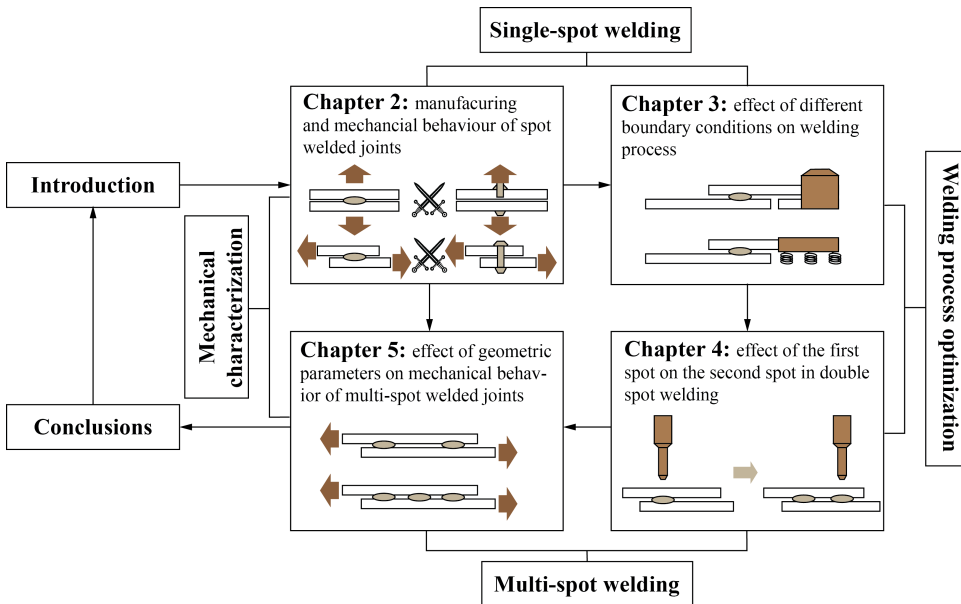 Single-spot welding
Chapter 2: manufacuring
and mechancial behaviour of spot
welded joints
Chapter 3: effect of different
boundary conditions on welding
process
Introduction
Mechanical
characterization
Welding process optimization
Chapter 5: effect of geometric
parameters on mechanical behav-
ior of multi-spot welded joints
Chapter 4: effect of the first
spot on the second spot in double
spot welding
Conclusions
Multi-spot welding